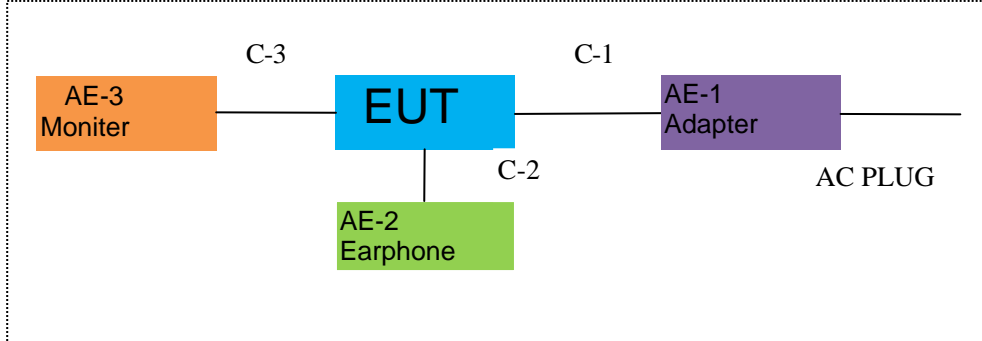 C-3
C-1
AE-3
Moniter
EUT
AE-1
Adapter
C-2
AC PLUG
AE-2
Earphone